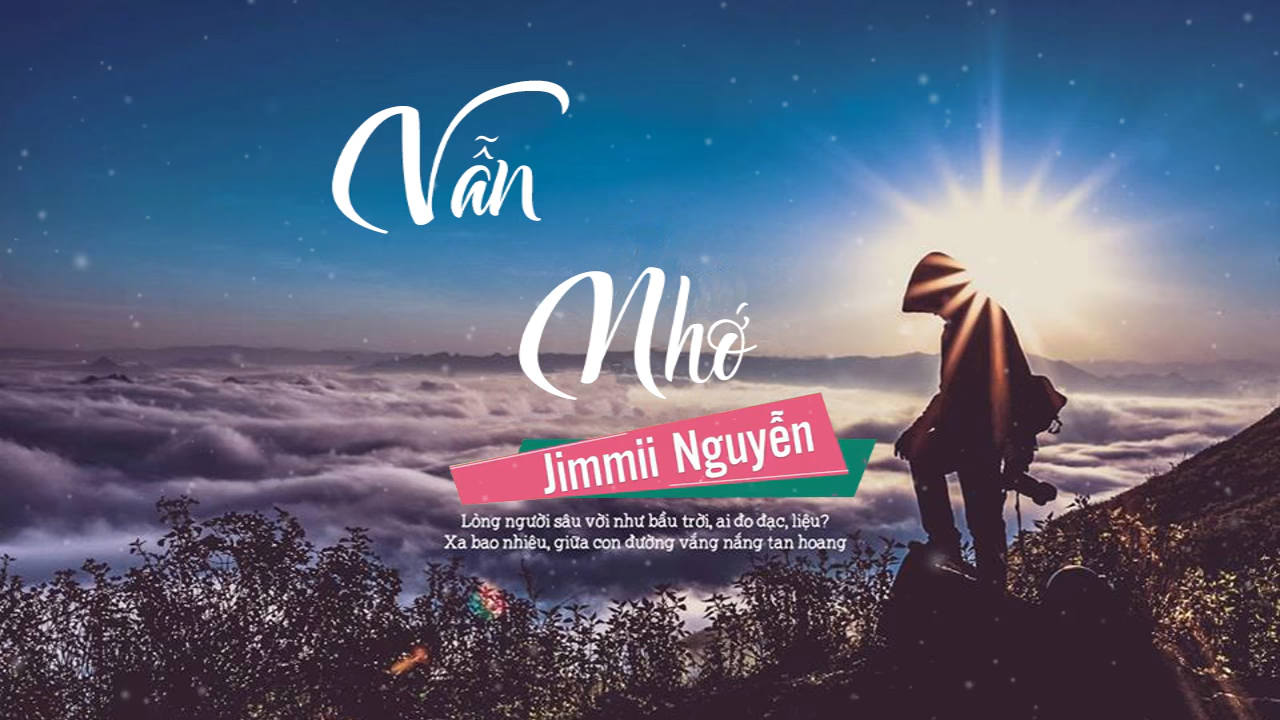 Vẫn
Nhớ
Jimmii Nguyễn
Lòng người sâu vời như bầu trời, ai đo đạc, liệu?
Xa bao nhiêu, giữa con đường vắng nắng tan hoang